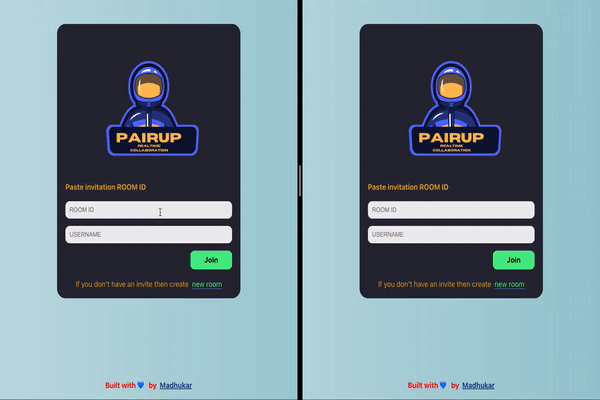 PAIRUP
REALTIME
COLLABORATION
Paste invitation ROOM ID
ROOM ID
USERNAME
Join
If you don't have an invite then create new room
Built with 💙 by Madhukar
PAIRUP
REALTIME
COLLABORATION
Paste invitation ROOM ID
ROOM ID
USERNAME
Join
If you don't have an invite then create new room
Built with 💙 by Madhukar